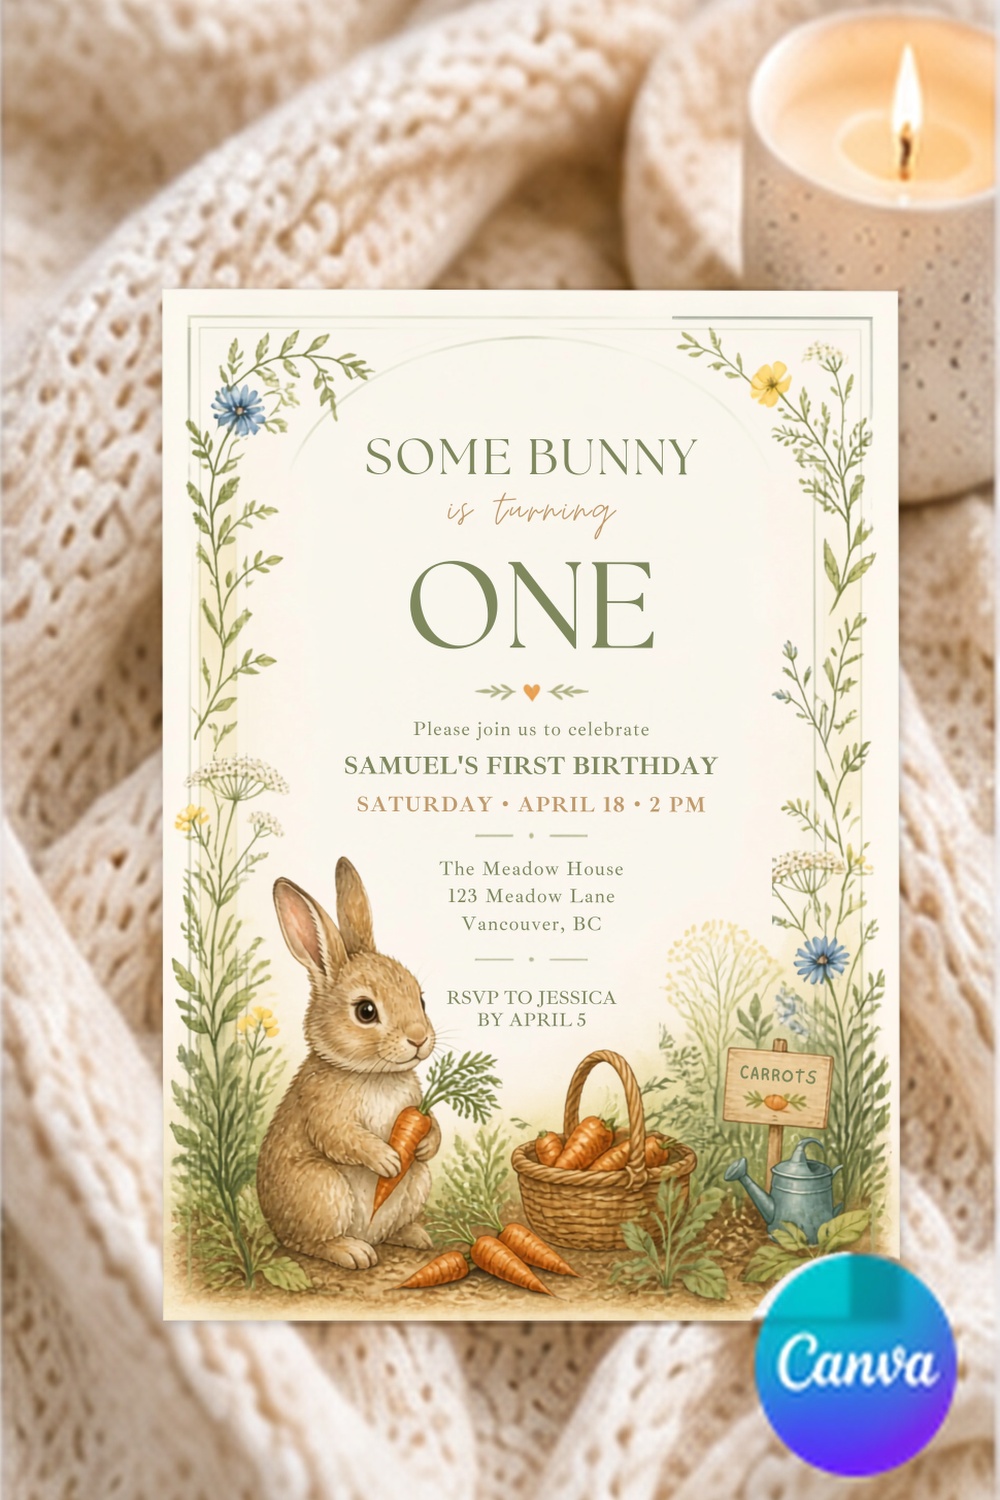 SOME BUNNY
is turning
ONE
Please join us to celebrate
SAMUEL'S FIRST BIRTHDAY
SATURDAY • APRIL 18 • 2 PM
The Meadow House
123 Meadow Lane
Vancouver, BC
RSVP TO JESSICA
BY APRIL 5
CARROTS
Canva